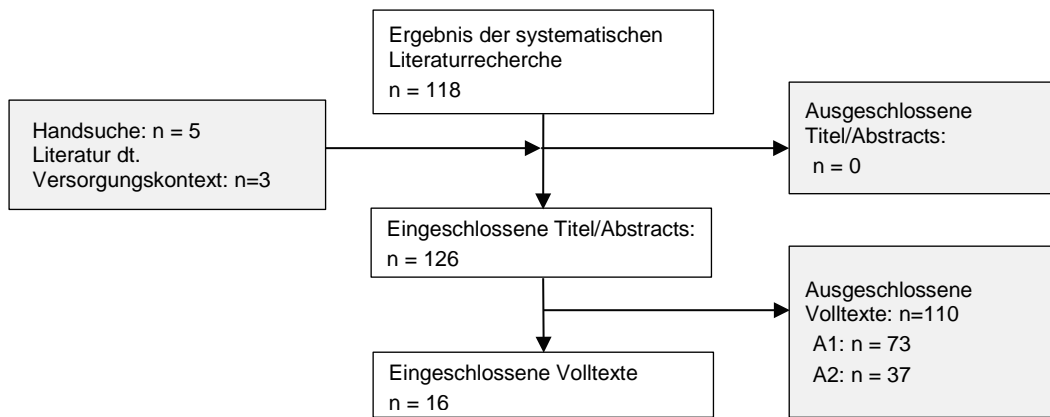 Ergebnis der systematischen
Literaturrecherche
n = 118
Handsuche: n = 5
Literatur dt.
Versorgungskontext: n=3
Ausgeschlossene
Titel/Abstracts:
n = 0
Eingeschlossene Titel/Abstracts:
n = 126
Ausgeschlossene
Volltexte: n=110
A1: n = 73
A2: n = 37
Eingeschlossene Volltexte
n = 16